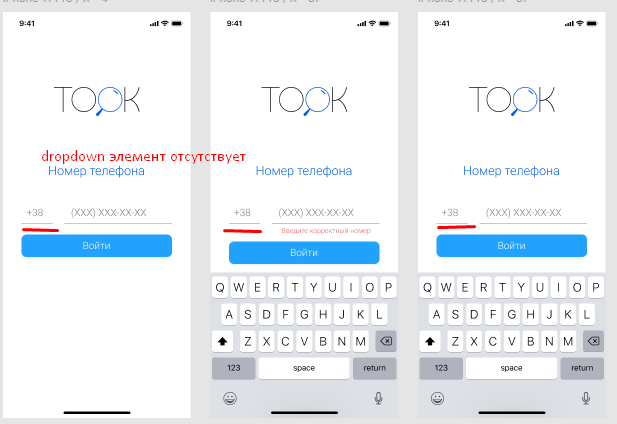 9:41
TOOK
dropdown элемент отсутствует
Номер телефона
+38 (XXX) XXX-XX-XX
Войти
9:41
TOOK
Номер телефона
+38 (XXX) XXX-XX-XX
Введите корректный номер
Войти
Q W E R T Y U I O P
A S D F G H J K L
Z X C V B N M
123 space return
9:41
TOOK
Номер телефона
+38 (XXX) XXX-XX-XX
Войти
Q W E R T Y U I O P
A S D F G H J K L
Z X C V B N M
123 space return